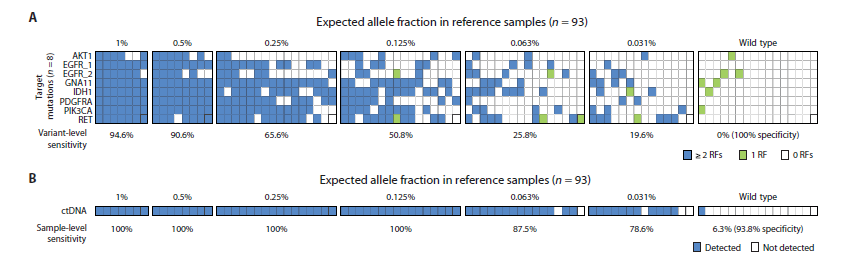 A
Expected allele fraction in reference samples (n = 93)
1% 0.5% 0.25% 0.125% 0.063% 0.031% Wild type
Target mutations (n = 8)
AKT1
EGFR_1
EGFR_2
GNA11
IDH1
PDGFRA
PIK3CA
RET
Variant-level sensitivity 94.6% 90.6% 65.6% 50.8% 25.8% 19.6% 0% (100% specificity)
≥ 2 RFs 1 RF 0 RFs
B
Expected allele fraction in reference samples (n = 93)
1% 0.5% 0.25% 0.125% 0.063% 0.031% Wild type
ctDNA
Sample-level sensitivity 100% 100% 100% 100% 87.5% 78.6% 6.3% (93.8% specificity)
Detected Not detected